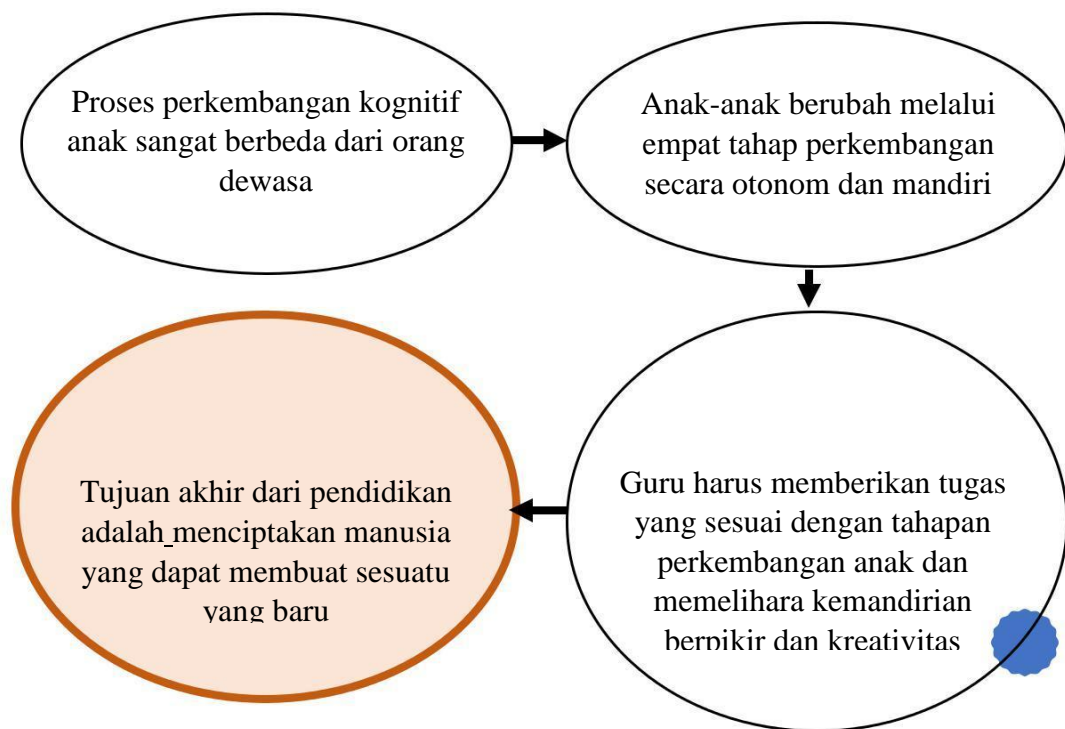 Proses perkembangan kognitif
anak sangat berbeda dari orang
dewasa
Anak-anak berubah melalui
empat tahap perkembangan
secara otonom dan mandiri
Guru harus memberikan tugas
yang sesuai dengan tahapan
perkembangan anak dan
memelihara kemandirian
berpikir dan kreativitas
Tujuan akhir dari pendidikan
adalah menciptakan manusia
yang dapat membuat sesuatu
yang baru